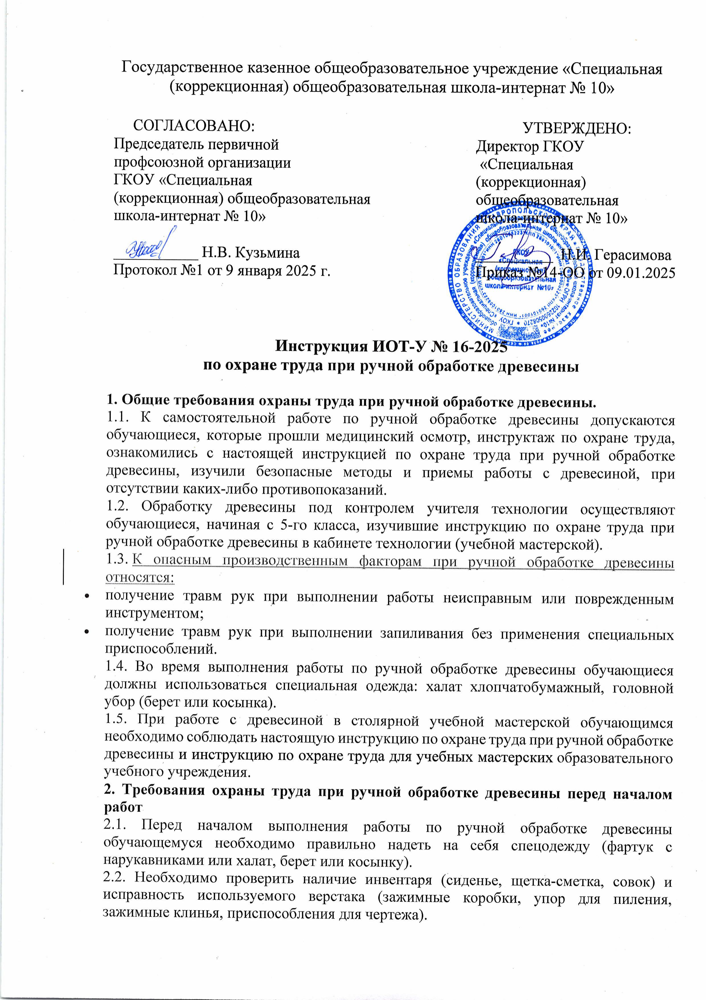 Государственное казенное общеобразовательное учреждение «Специальная
(коррекционная) общеобразовательная школа-интернат № 10»
СОГЛАСОВАНО:
Председатель первичной
профсоюзной организации
ГКОУ «Специальная
(коррекционная) общеобразовательная
школа-интернат № 10»
Н.В. Кузьмина
Протокол №1 от 9 января 2025 г.
УТВЕРЖДЕНО:
Директор ГКОУ
«Специальная
(коррекционная)
общеобразовательная
школа-интернат № 10»
Н.И. Герасимова
Приказ №14-ОО от 09.01.2025
ГКОУ
«Специальная
(коррекционная)
общеобразовательная
школа-интернат №10»
Инструкция ИОТ-У № 16-2025
по охране труда при ручной обработке древесины
1. Общие требования охраны труда при ручной обработке древесины.
1.1. К самостоятельной работе по ручной обработке древесины допускаются
обучающиеся, которые прошли медицинский осмотр, инструктаж по охране труда,
ознакомились с настоящей инструкцией по охране труда при ручной обработке
древесины, изучили безопасные методы и приемы работы с древесиной, при
отсутствии каких-либо противопоказаний.
1.2. Обработку древесины под контролем учителя технологии осуществляют
обучающиеся, начиная с 5-го класса, изучившие инструкцию по охране труда при
ручной обработке древесины в кабинете технологии (учебной мастерской).
1.3. К опасным производственным факторам при ручной обработке древесины
относятся:
• получение травм рук при выполнении работы неисправным или поврежденным
инструментом;
• получение травм рук при выполнении запиливания без применения специальных
приспособлений.
1.4. Во время выполнения работы по ручной обработке древесины обучающиеся
должны использоваться специальная одежда: халат хлопчатобумажный, головной
убор (берет или косынка).
1.5. При работе с древесиной в столярной учебной мастерской обучающимся
необходимо соблюдать настоящую инструкцию по охране труда при ручной обработке
древесины и инструкцию по охране труда для учебных мастерских образовательного
учебного учреждения.
2. Требования охраны труда при ручной обработке древесины перед началом
работ
2.1. Перед началом выполнения работы по ручной обработке древесины
обучающемуся необходимо правильно надеть на себя спецодежду (фартук с
нарукавниками или халат, берет или косынку).
2.2. Необходимо проверить наличие инвентаря (сиденье, щетка-сметка, совок) и
исправность используемого верстака (зажимные коробки, упор для пиления,
зажимные клинья, приспособления для чертежа).